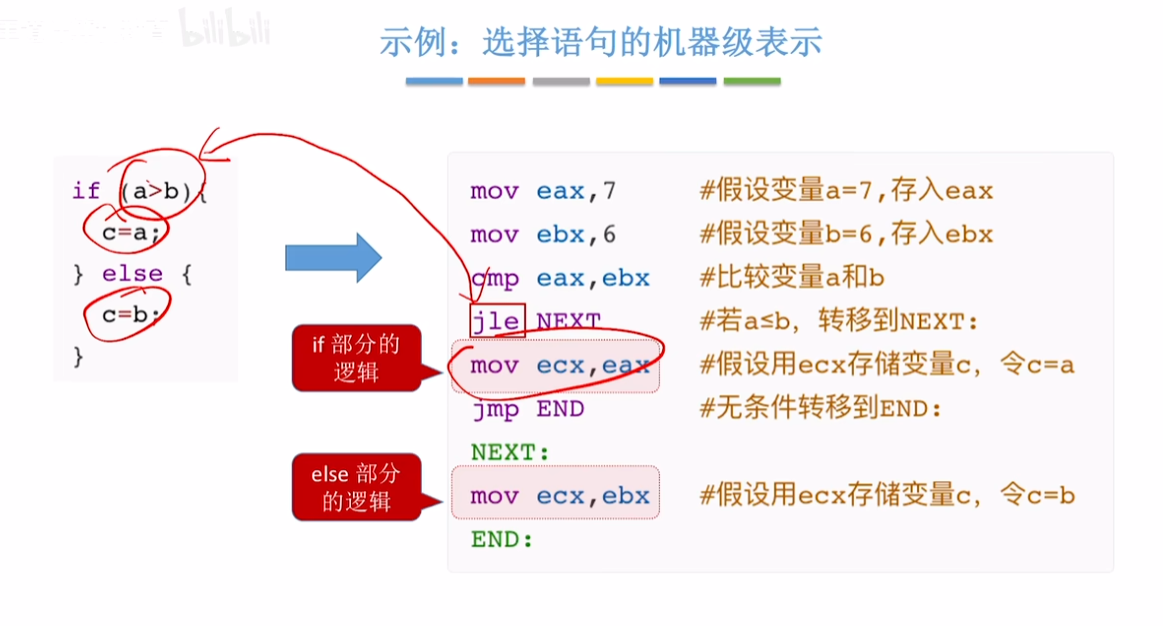 bilibili
示例：选择语句的机器级表示
if (a>b){
c=a;
} else {
c=b;
}
if 部分的
逻辑
else 部分
的逻辑
mov eax,7 #假设变量a=7,存入eax
mov ebx,6 #假设变量b=6,存入ebx
cmp eax,ebx #比较变量a和b
jle NEXT #若a≤b，转移到NEXT:
mov ecx,eax #假设用ecx存储变量c，令c=a
jmp END #无条件转移到END:
NEXT:
mov ecx,ebx #假设用ecx存储变量c，令c=b
END: